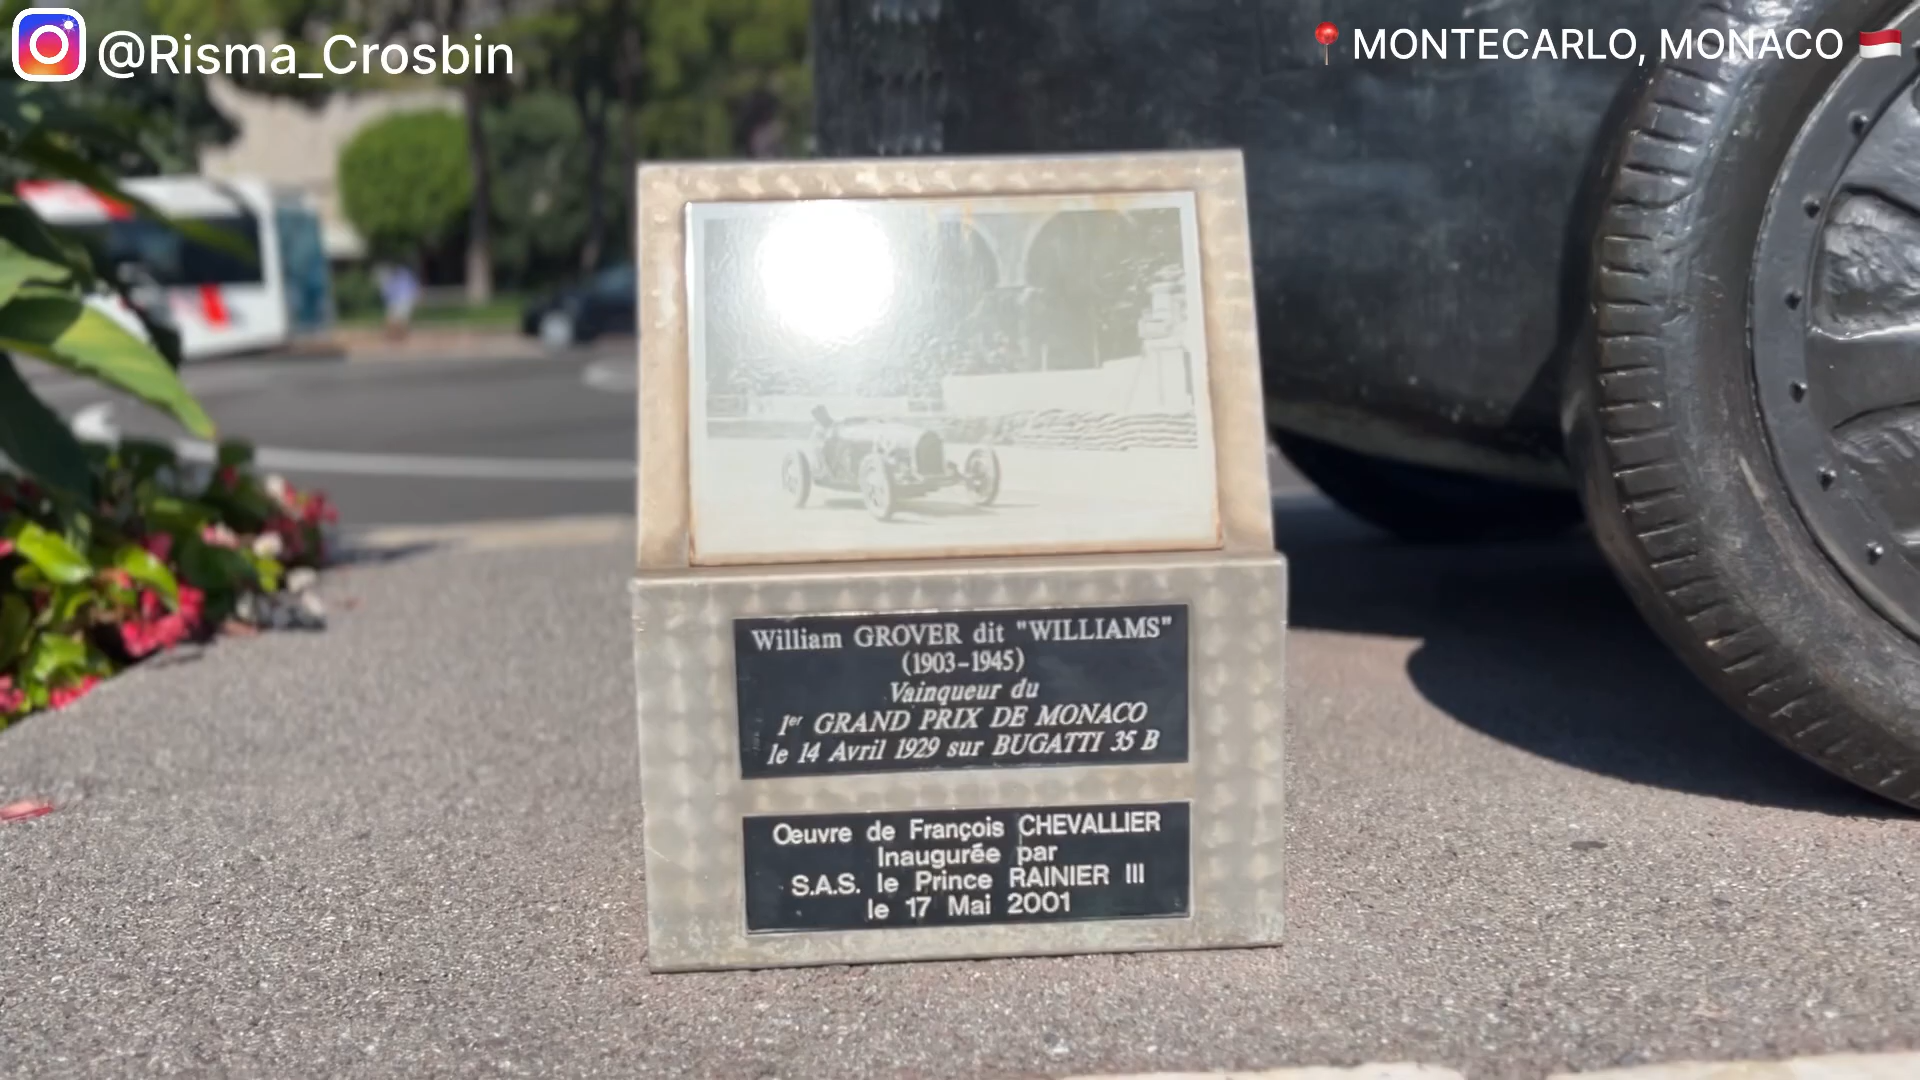 @Risma_Crosbin
MONTECARLO, MONACO
William GROVER dit "WILLIAMS"
(1903-1945)
Vainqueur du
1er GRAND PRIX DE MONACO
le 14 Avril 1929 sur BUGATTI 35 B
Œuvre de François CHEVALLIER
Inaugurée par
S.A.S. le Prince RAINIER III
le 17 Mai 2001